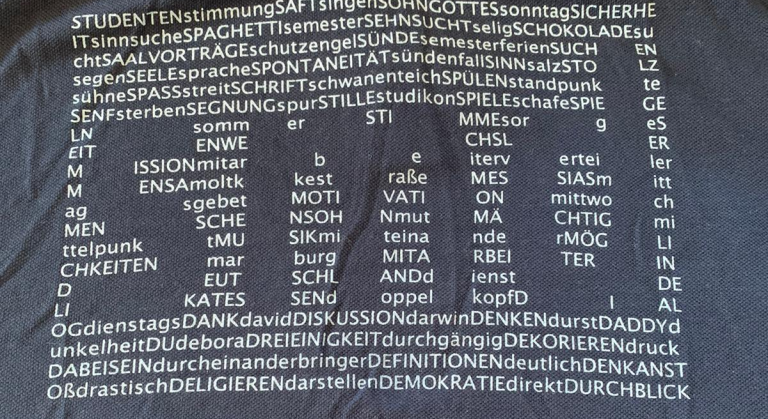 STUDENTENstimmungSAFTsingenSOHNGOTTESsonntagSICHERHE
ITsinnsucheSPAGHETTIsemesterSEHNSUCHTseligSCHOKOLADEsu
chtSAALVORTRÄGEschutzengelSÜNDEsemesterferienSUCH EN
segenSEELEspracheSPONTANEITÄTsündenfallSINNsalzSTO LZ
sühneSPASSstreitSCHRIFTschwanenteichSPÜLENstandpunk te
SENFsterbenSEGNUNGspurSTILLEstudikonSPIELEschafeSPIE GE
LN somm er STI MMEsor g eS
EIT ENWE CHSL ER
M ISSIONmitar b e iterv ertei ler
M ENSAmoltk kest raße MES SIASm itt
ag sgebet MOTI VATI ON mittwo ch
MEN SCHE NSOH Nmut MÄ CHTIG mi
ttelpunk tMU SIKmi teina nde rMÖG LI
CHKEITEN mar burg MITA RBEI TER IN
D EUT SCHL ANDd ienst DE
LI KATES SENd oppel kopfD I AL
OGdienstagsDANKdavidDISKUSSIONdarwinDENKENdurstDADDYd
unkelheitDUdeboraDREIEINIGKEITdurchgängigDEKORIERENdruck
DABEISEINdurcheinanderbringerDEFINITIONENdeutlichDENKANST
OßdrastischDELIGIERENdarstellenDEMOKRATIEdirektDURCHBLICK